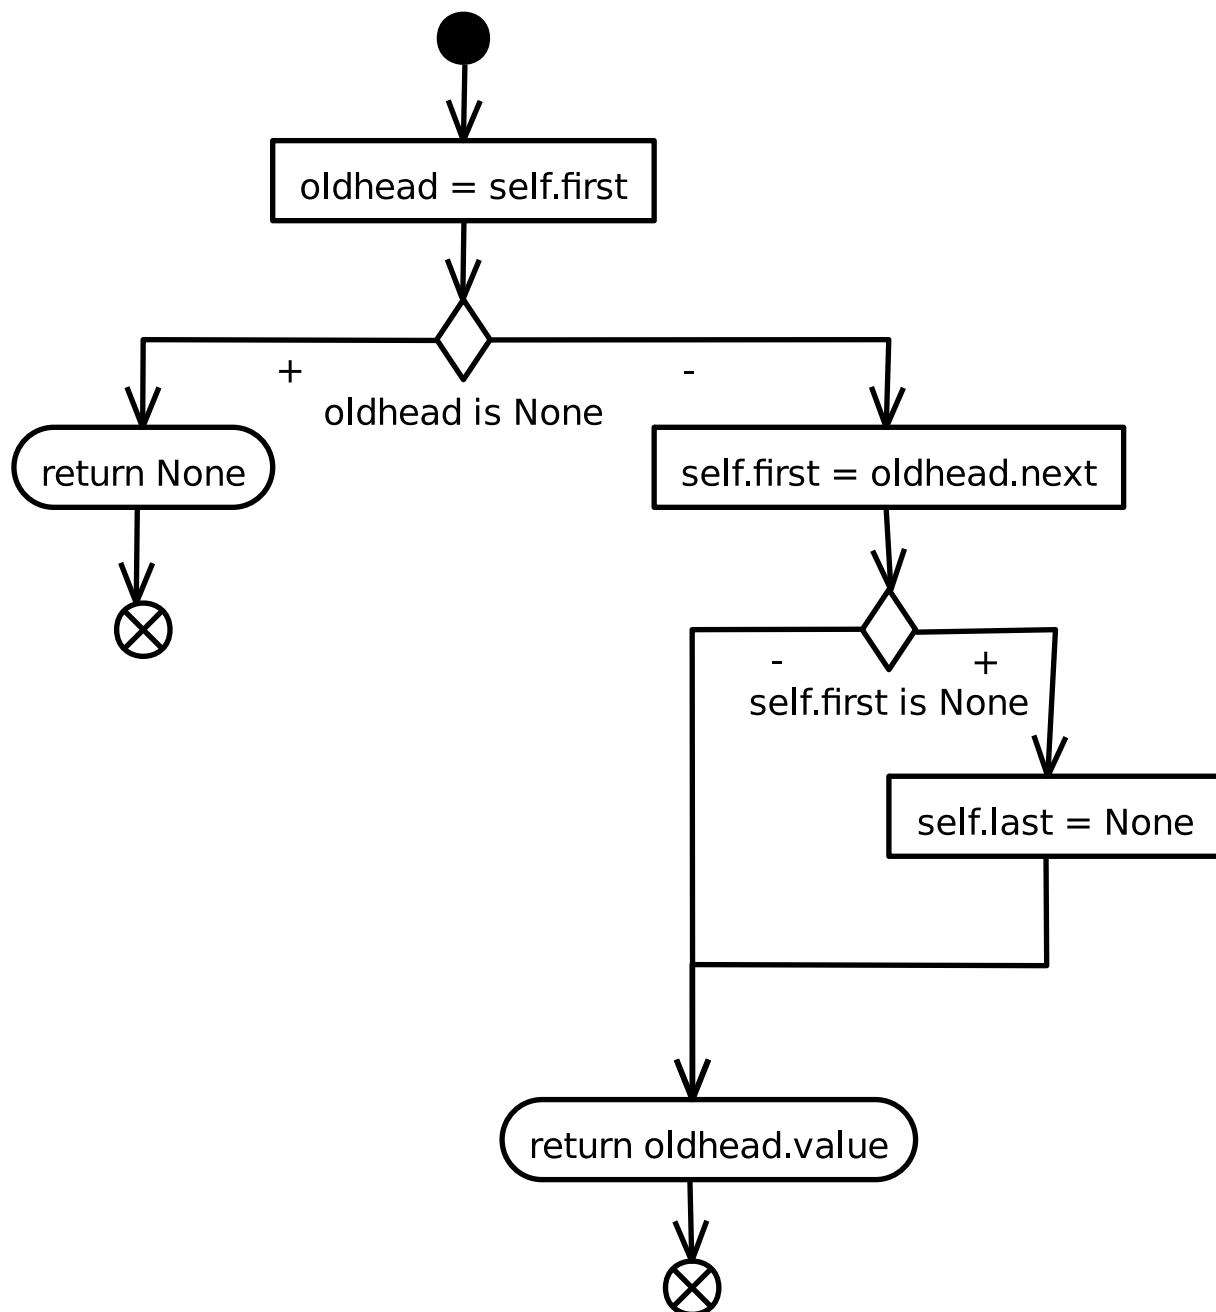 oldhead = self.first
+
-
oldhead is None
return None
self.first = oldhead.next
-
+
self.first is None
self.last = None
return oldhead.value